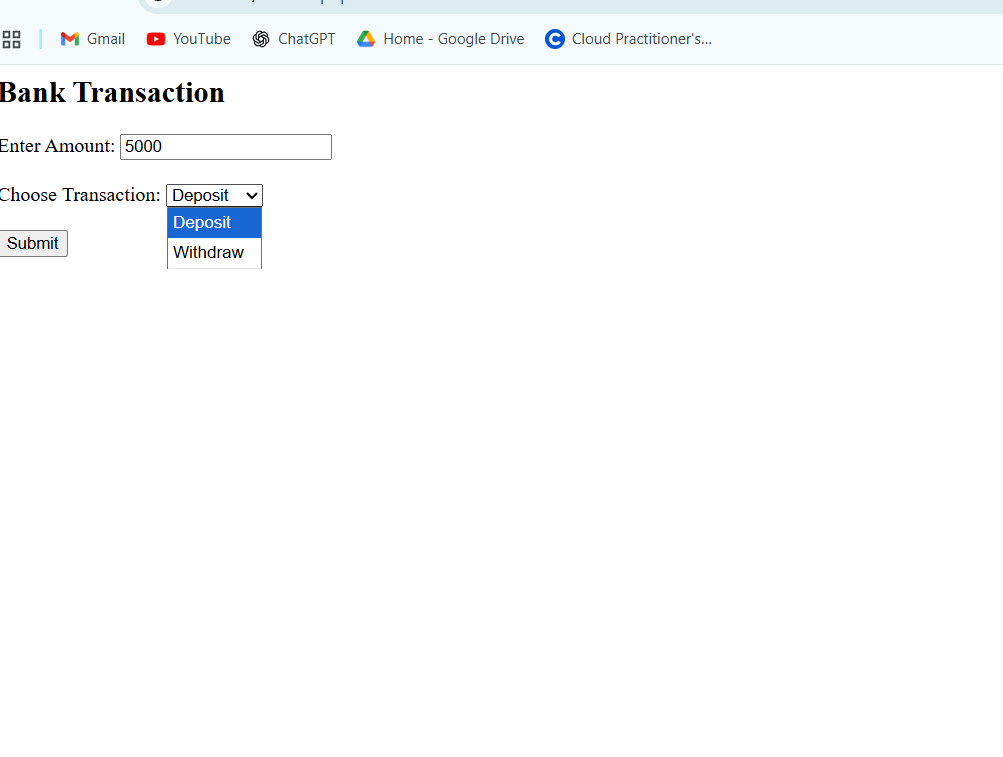 Gmail YouTube ChatGPT Home - Google Drive Cloud Practitioner's...
Bank Transaction
Enter Amount: 5000
Choose Transaction: Deposit
Deposit
Submit
Withdraw